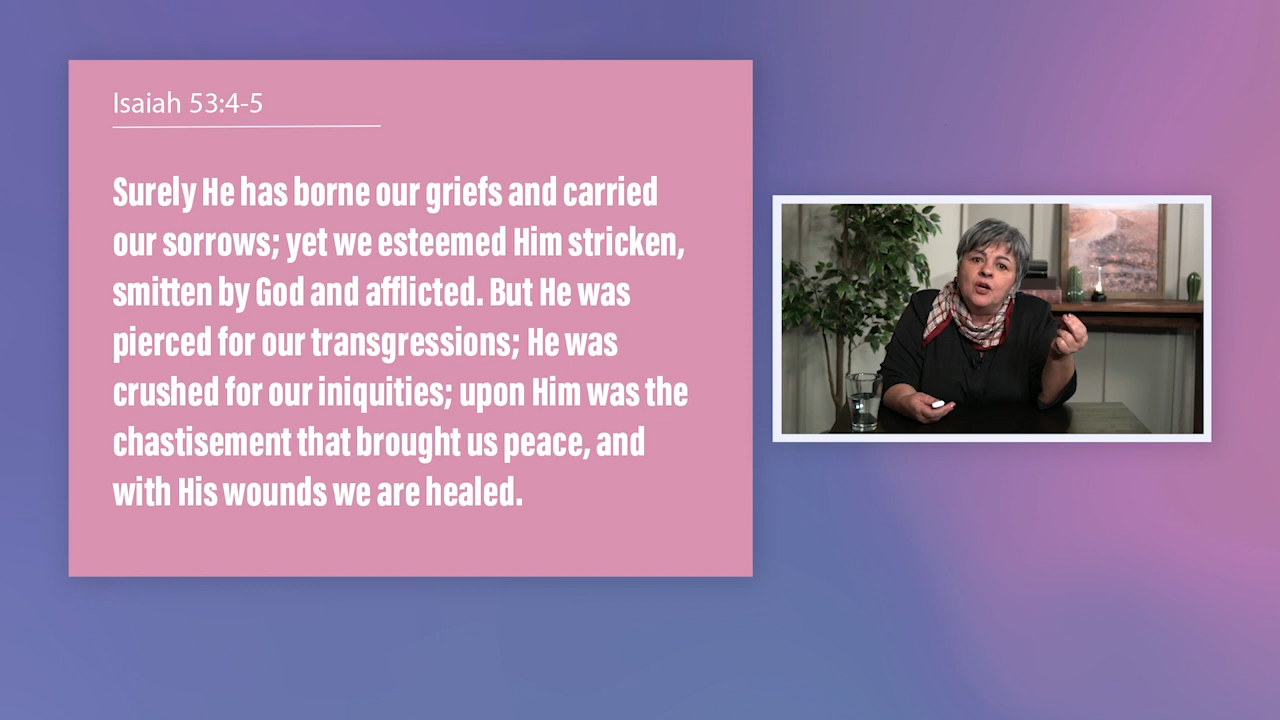 Isaiah 53:4-5
Surely He has borne our griefs and carried
our sorrows; yet we esteemed Him stricken,
smitten by God and afflicted. But He was
pierced for our transgressions; He was
crushed for our iniquities; upon Him was the
chastisement that brought us peace, and
with His wounds we are healed.